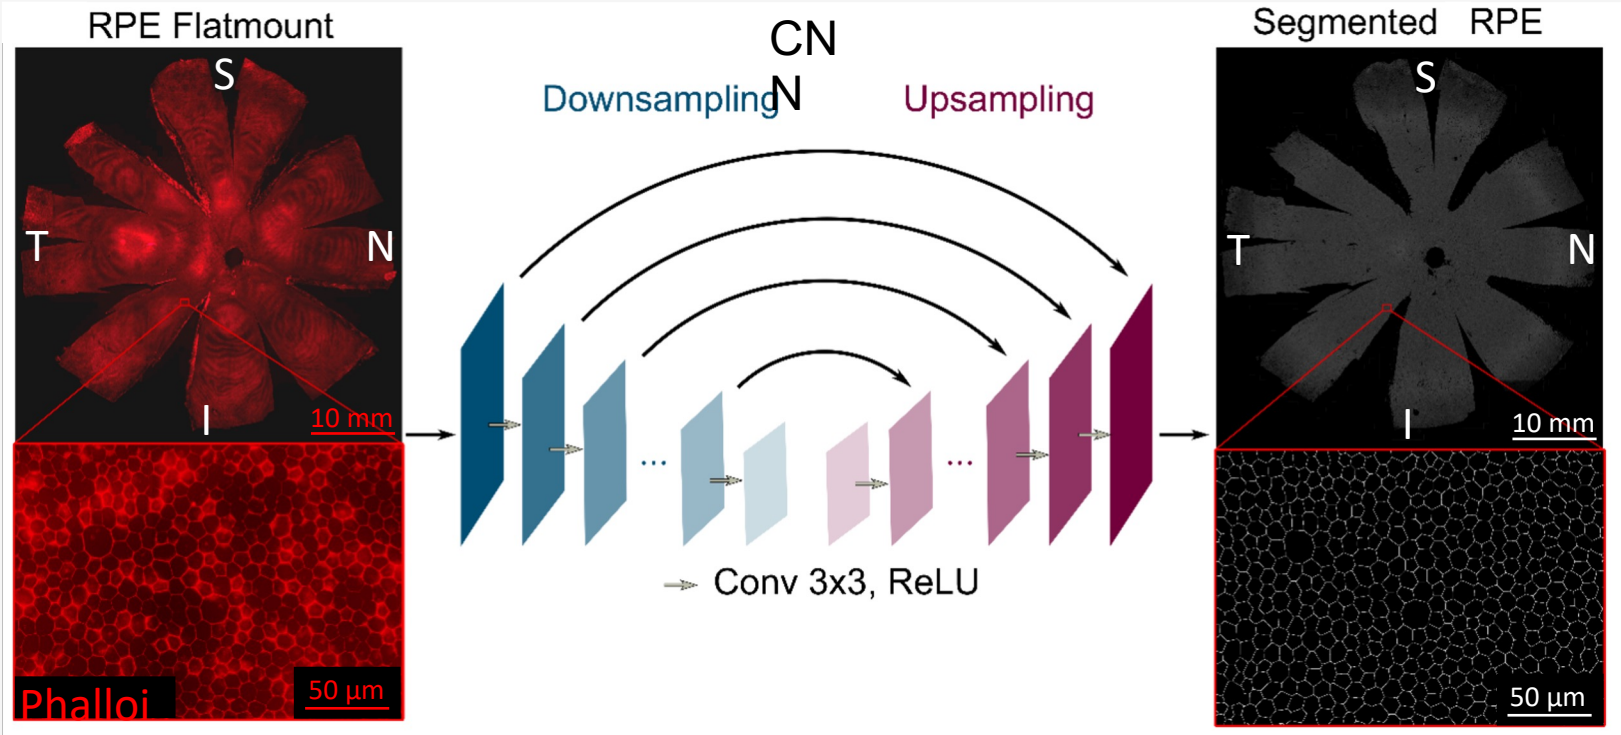 RPE Flatmount
S
T
N
I
10 mm
Phalloi
50 µm
CN
N
Downsampling
Upsampling
...
...
Conv 3x3, ReLU
Segmented RPE
S
T
N
I
10 mm
50 µm